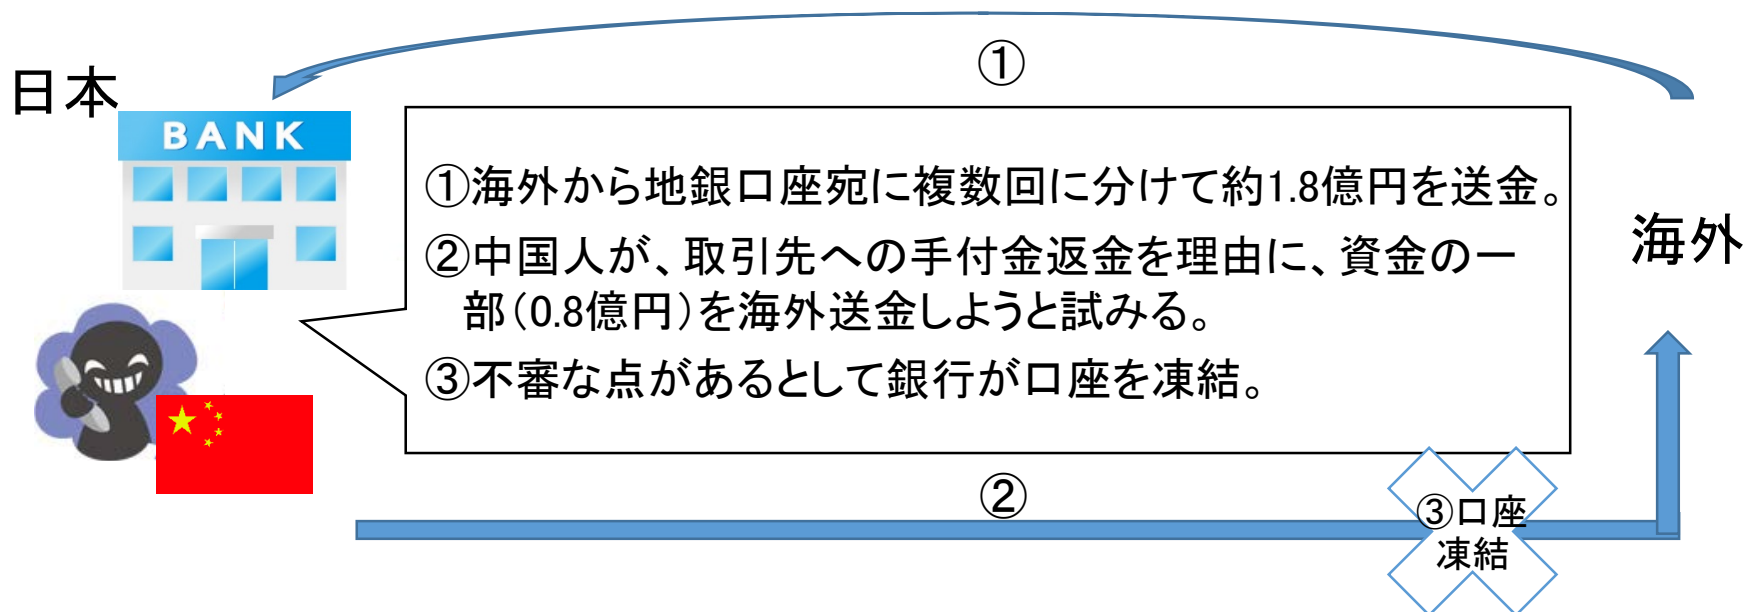 ①
日本
BANK
①海外から地銀口座宛に複数回に分けて約1.8億円を送金。
②中国人が、取引先への手付金返金を理由に、資金の一
部(0.8億円)を海外送金しようと試みる。
③不審な点があるとして銀行が口座を凍結。
海外
②
③口座
凍結